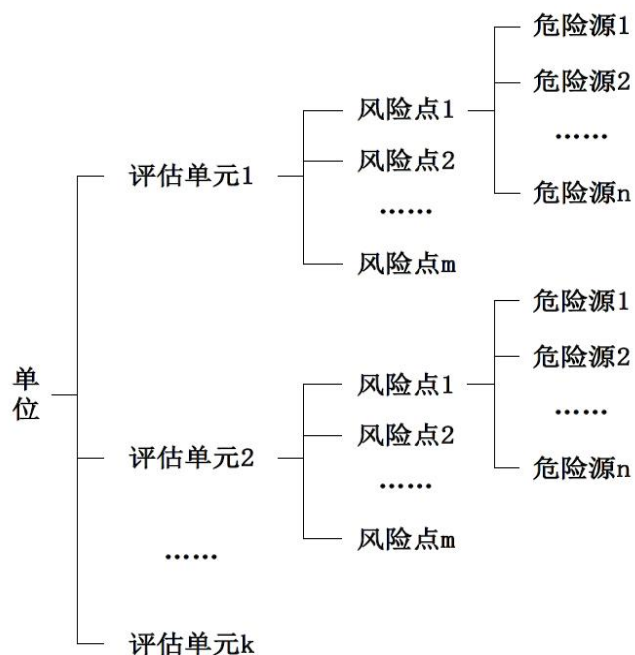 单位
评估单元1
风险点1
危险源1
危险源2
……
危险源n
风险点2
……
风险点m
评估单元2
风险点1
危险源1
危险源2
……
危险源n
风险点2
……
风险点m
……
评估单元k